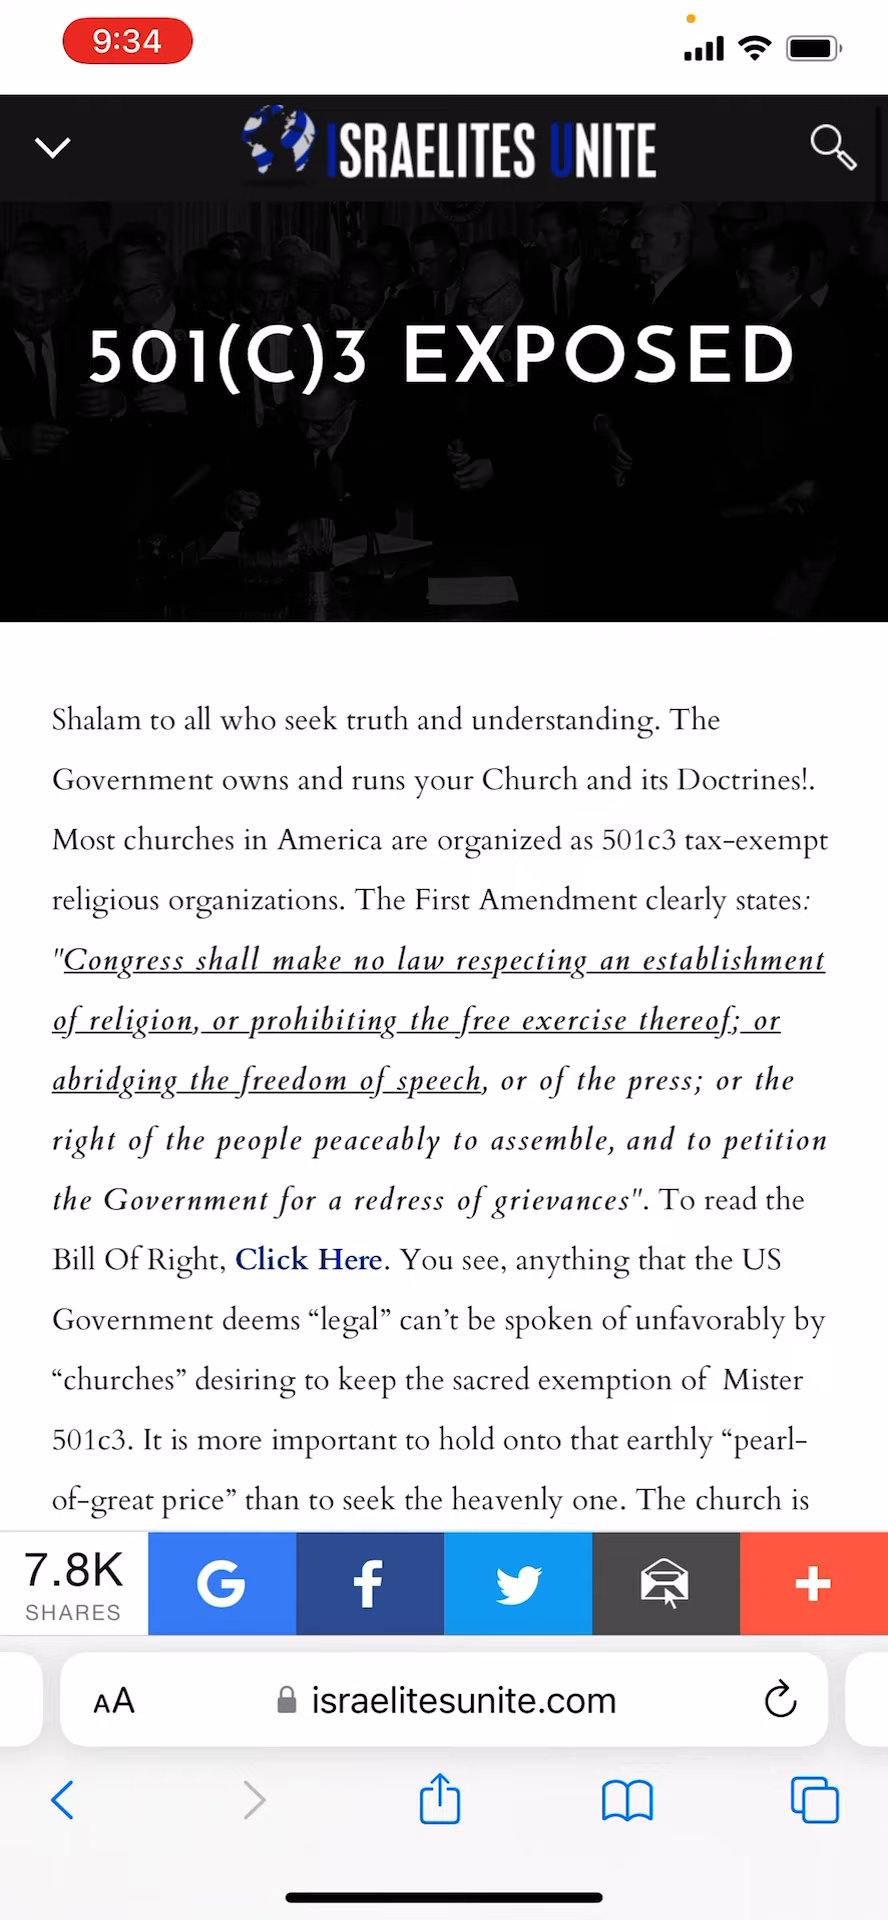 9:34
ISRAELITES UNITE
501(C)3 EXPOSED
Shalam to all who seek truth and understanding. The
Government owns and runs your Church and its Doctrines!.
Most churches in America are organized as 501c3 tax-exempt
religious organizations. The First Amendment clearly states:
"Congress shall make no law respecting an establishment
of religion, or prohibiting the free exercise thereof; or
abridging the freedom of speech, or of the press; or the
right of the people peaceably to assemble, and to petition
the Government for a redress of grievances". To read the
Bill Of Right, Click Here. You see, anything that the US
Government deems “legal” can’t be spoken of unfavorably by
“churches” desiring to keep the sacred exemption of  Mister
501c3. It is more important to hold onto that earthly “pearl-
of-great price” than to seek the heavenly one. The church is
7.8K
SHARES
AA israelitesunite.com